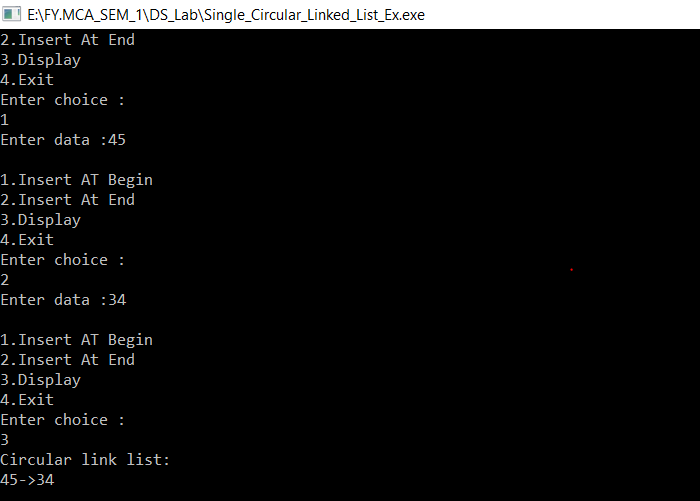 E:\FY.MCA_SEM_1\DS_Lab\Single_Circular_Linked_List_Ex.exe
2.Insert At End
3.Display
4.Exit
Enter choice :
1
Enter data :45
1.Insert AT Begin
2.Insert At End
3.Display
4.Exit
Enter choice :
2
Enter data :34
1.Insert AT Begin
2.Insert At End
3.Display
4.Exit
Enter choice :
3
Circular link list:
45->34